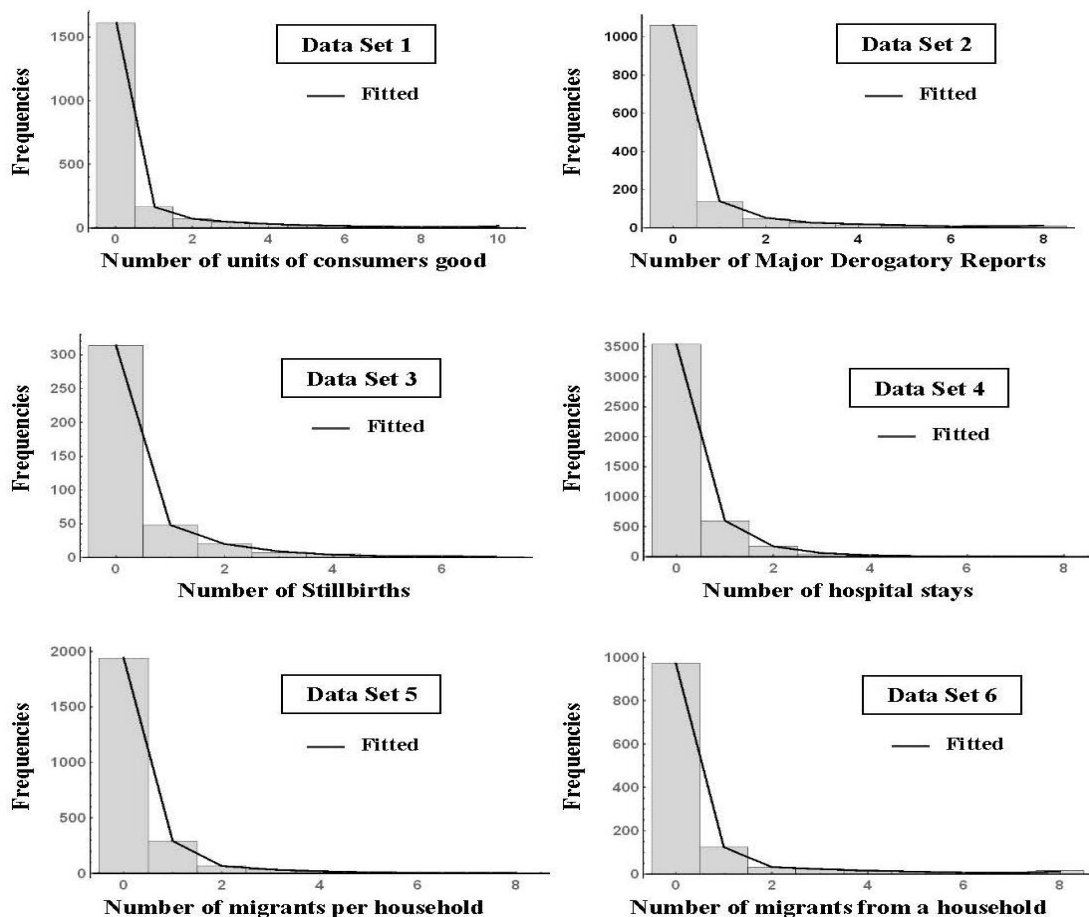 Data Set 1
Fitted
Frequencies
1500
1000
500
0
0 2 4 6 8 10
Number of units of consumers good
Data Set 2
Fitted
Frequencies
1000
800
600
400
200
0
0 2 4 6 8
Number of Major Derogatory Reports
Data Set 3
Fitted
Frequencies
300
250
200
150
100
50
0
0 2 4 6
Number of Stillbirths
Data Set 4
Fitted
Frequencies
3500
3000
2500
2000
1500
1000
500
0
0 2 4 6 8
Number of hospital stays
Data Set 5
Fitted
Frequencies
2000
1500
1000
500
0
0 2 4 6 8
Number of migrants per household
Data Set 6
Fitted
Frequencies
1000
800
600
400
200
0
0 2 4 6 8
Number of migrants from a household